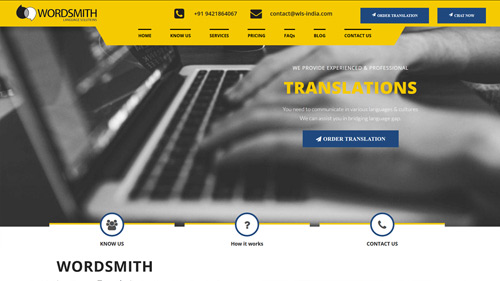 WORDSMITH
LANGUAGE SOLUTIONS
+91 9421864067
contact@wls-india.com
ORDER TRANSLATION
CHAT NOW
HOME
KNOW US
SERVICES
PRICING
FAQs
BLOG
CONTACT US
WE PROVIDE EXPERIENCED & PROFESSIONAL
TRANSLATIONS
You need to communicate in various languages & cultures.
We can assist you in bridging language gap.
ORDER TRANSLATION
KNOW US
How it works
CONTACT US
WORDSMITH